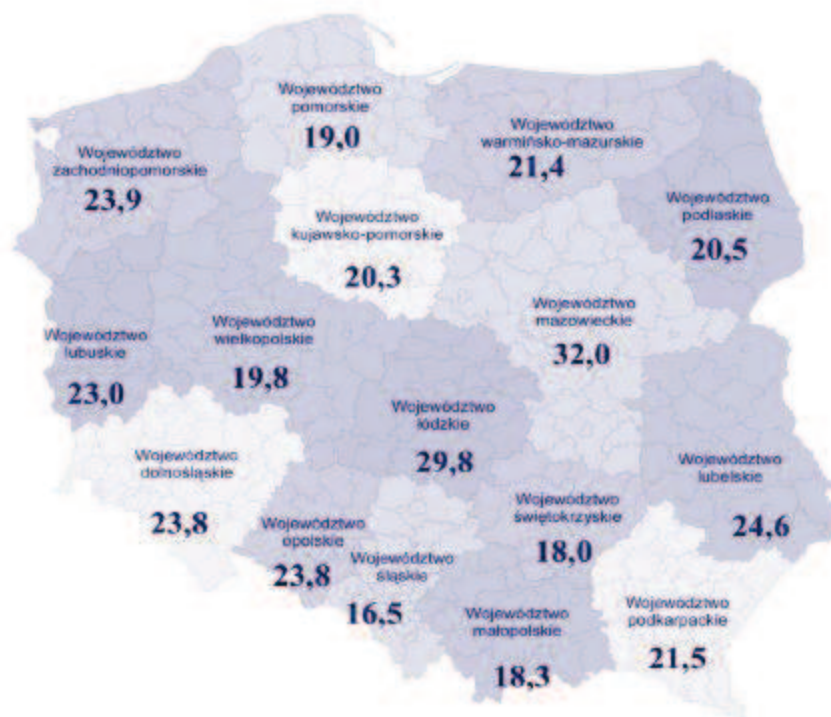 Województwo
pomorskie
19,0
Województwo
warmińsko-mazurskie
21,4
Województwo
zachodniopomorskie
23,9
Województwo
podlaskie
20,5
Województwo
kujawsko-pomorskie
20,3
Województwo
mazowieckie
32,0
Województwo
lubuskie
23,0
Województwo
wielkopolskie
19,8
Województwo
łódzkie
29,8
Województwo
dolnośląskie
23,8
Województwo
lubelskie
24,6
Województwo
opolskie
23,8
Województwo
świętokrzyskie
18,0
Województwo
śląskie
16,5
Województwo
małopolskie
18,3
Województwo
podkarpackie
21,5